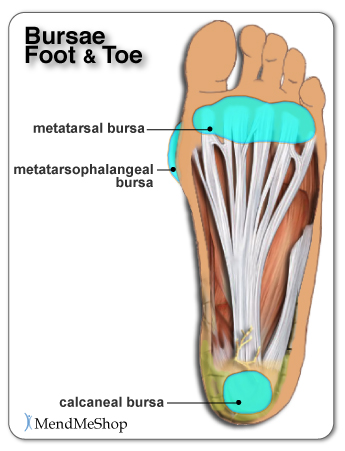 Bursae
Foot & Toe
metatarsal bursa
metatarsophalangeal
bursa
calcaneal bursa
MendMeShop